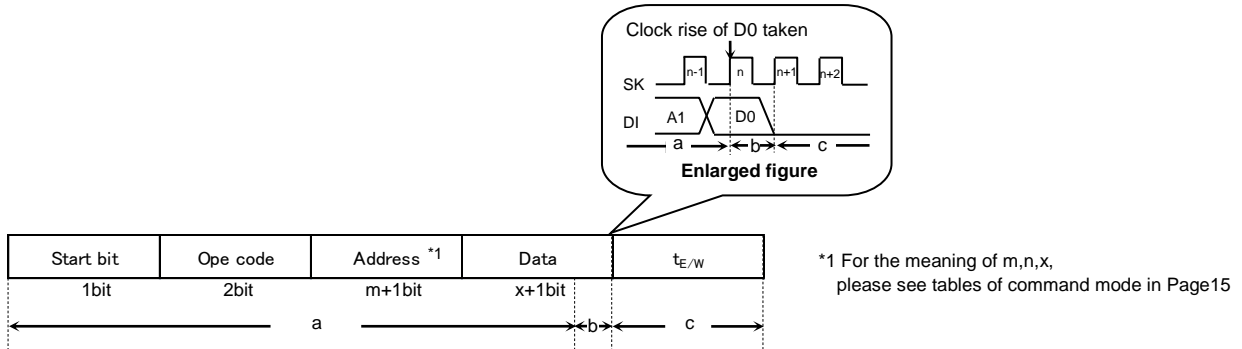 Clock rise of D0 taken
SK
n-1
n
n+1
n+2
DI
A1
D0
a
b
c
Enlarged figure
Start bit
Ope code
Address *1
Data
tE/W
1bit
2bit
m+1bit
x+1bit
a
b
c
*1 For the meaning of m,n,x,
please see tables of command mode in Page15